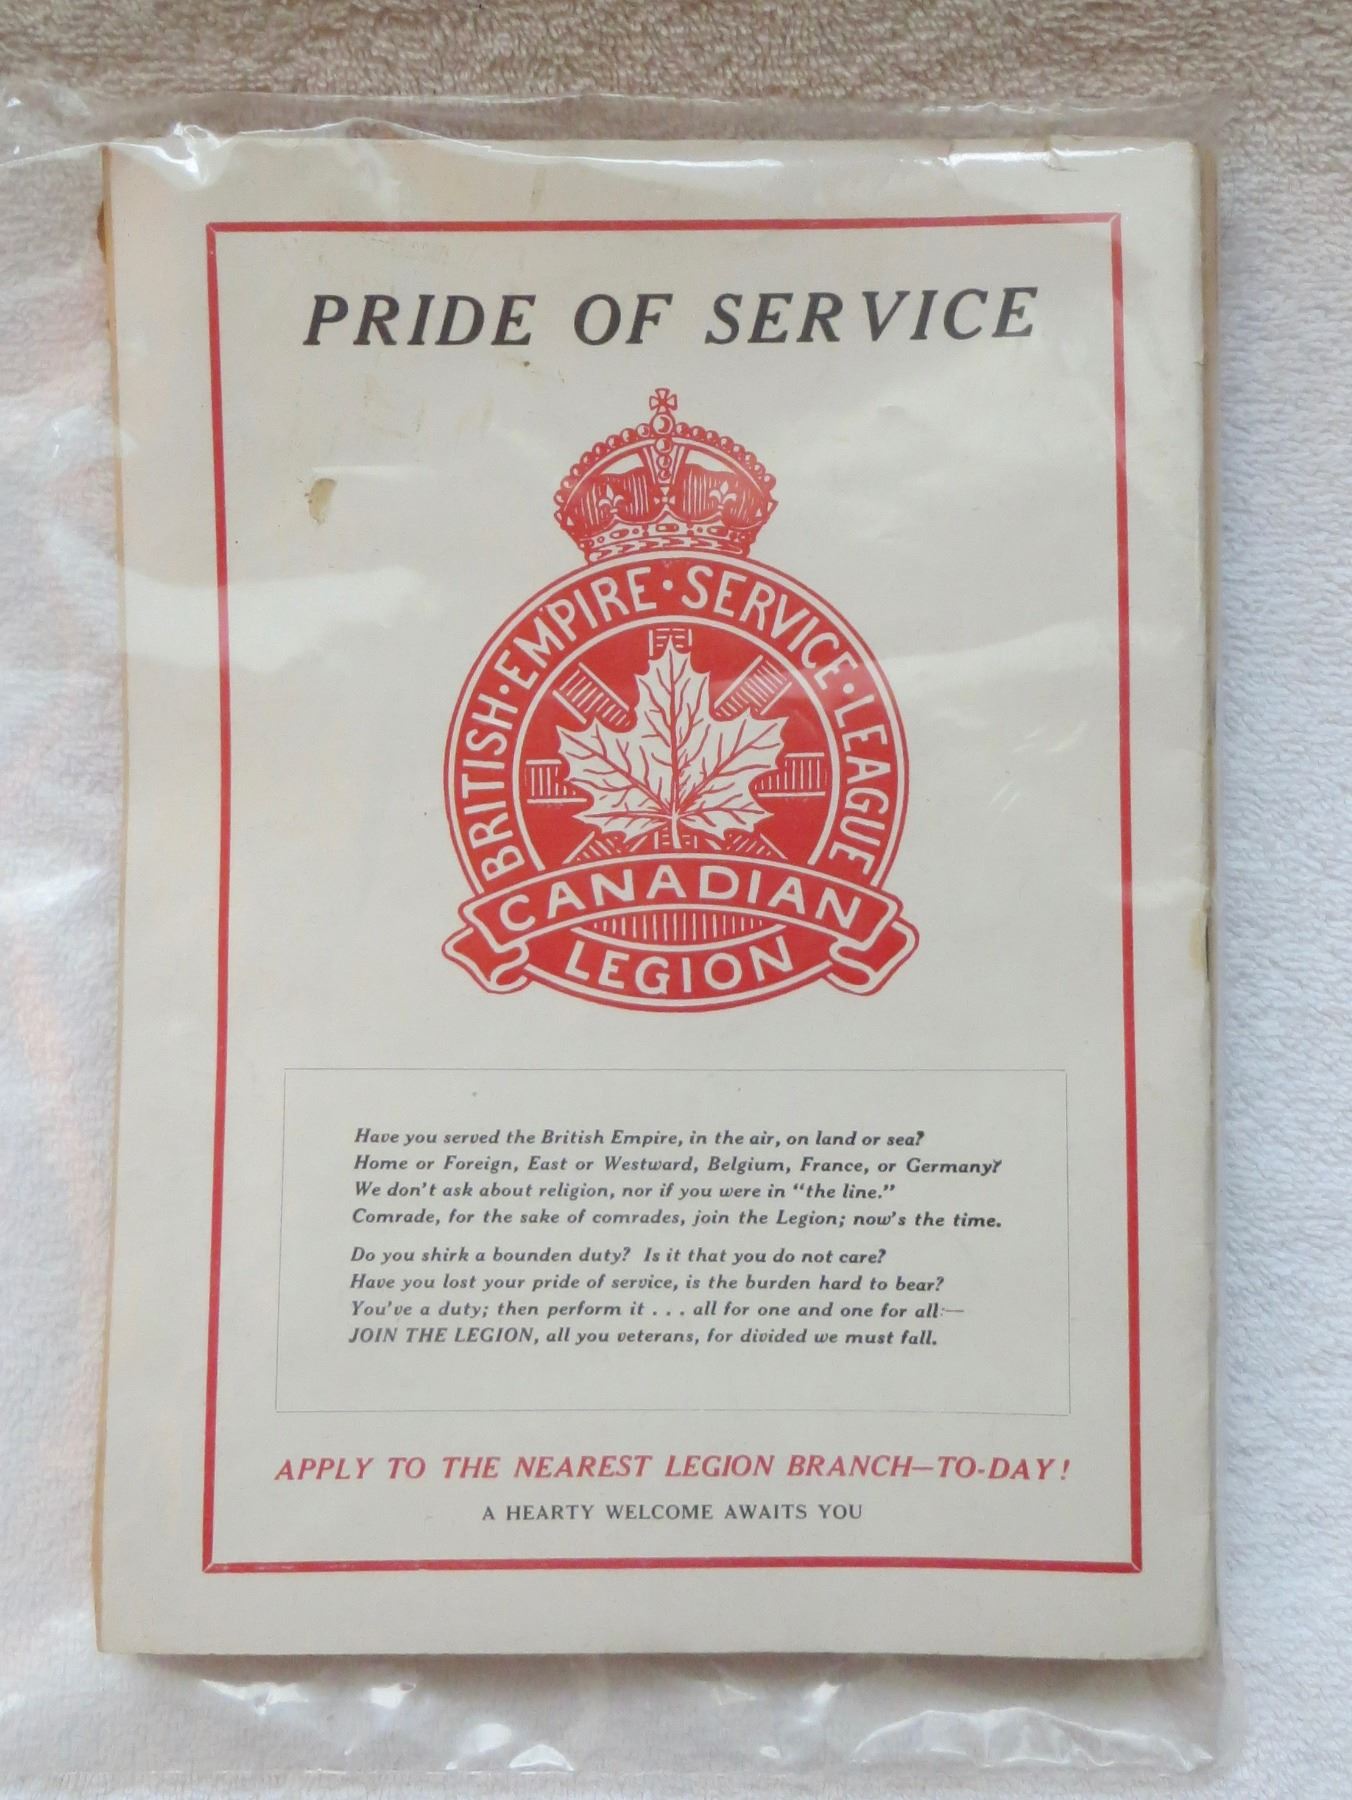 PRIDE OF SERVICE
BRITISH·EMPIRE·SERVICE·LEAGUE
CANADIAN
LEGION
Have you served the British Empire, in the air, on land or sea?
Home or Foreign, East or Westward, Belgium, France, or Germany?
We don't ask about religion, nor if you were in "the line."
Comrade, for the sake of comrades, join the Legion; now's the time.
Do you shirk a bounden duty? Is it that you do not care?
Have you lost your pride of service, is the burden hard to bear?
You've a duty; then perform it . . . all for one and one for all:—
JOIN THE LEGION, all you veterans, for divided we must fall.
APPLY TO THE NEAREST LEGION BRANCH—TO-DAY!
A HEARTY WELCOME AWAITS YOU